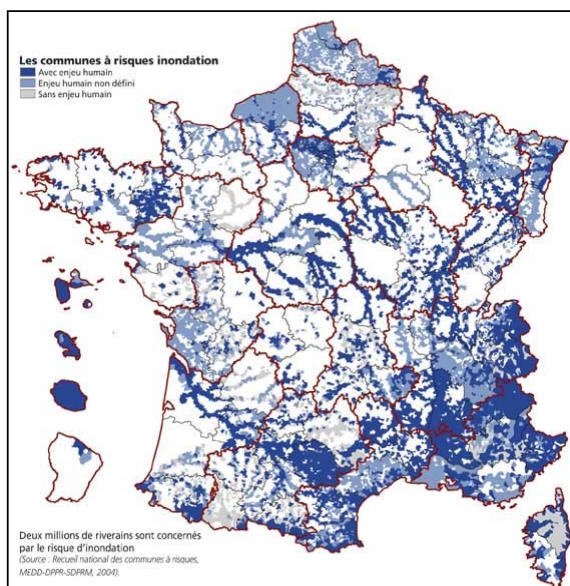 Les communes à risques inondation
Avec enjeu humain
Enjeu humain non défini
Sans enjeu humain
Deux millions de riverains sont concernés
par le risque d'inondation
(Source : Recueil national des communes à risques,
MEDD-DPPR-SDPRM, 2004).